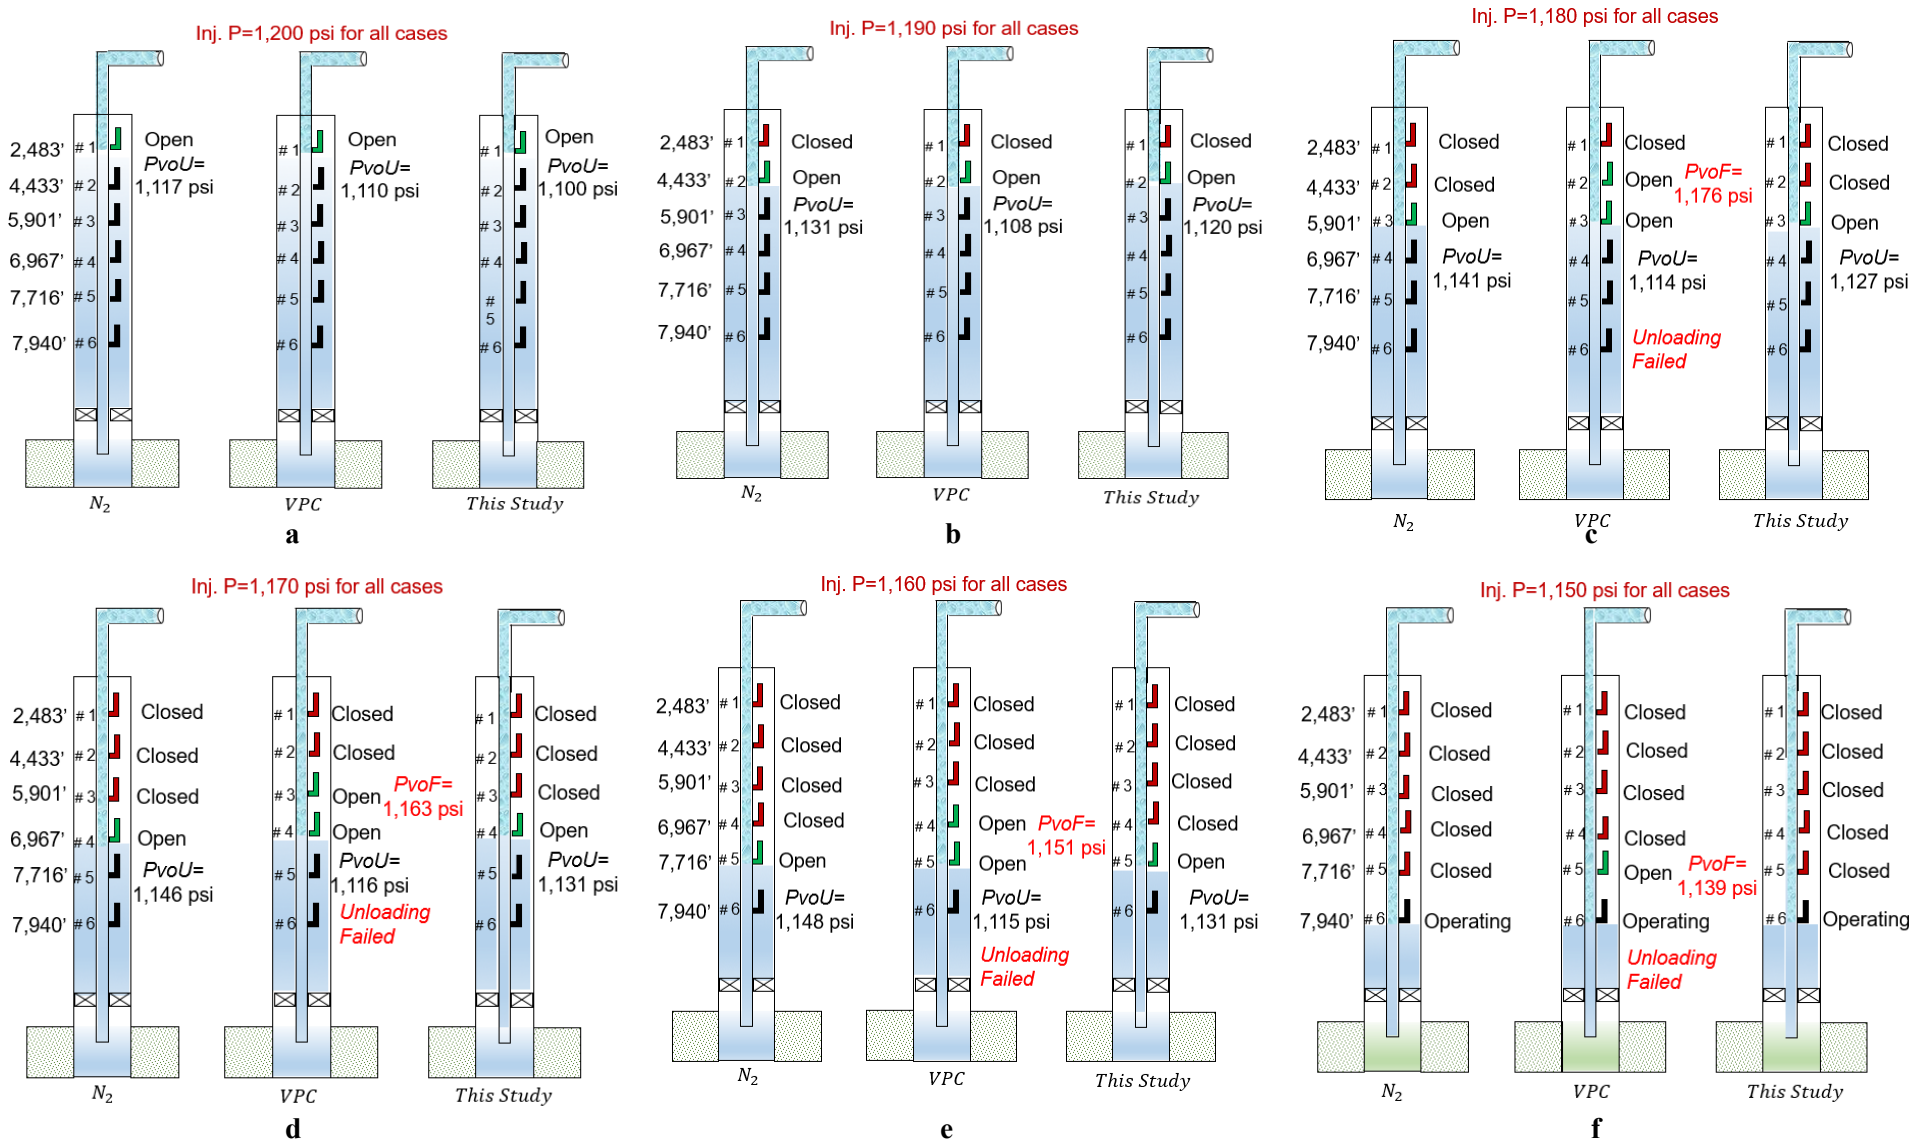 Inj. P=1,200 psi for all cases
2,483’ # 1 Open # 1 Open # 1 Open
PvoU= PvoU= PvoU=
4,433’ # 2 1,117 psi # 2 1,110 psi # 2 1,100 psi
5,901’ # 3 # 3 # 3
6,967’ # 4 # 4 # 4
7,716’ # 5 # 5 #
5
7,940’ # 6 # 6 # 6
N2 VPC This Study
a
Inj. P=1,190 psi for all cases
2,483’ # 1 Closed # 1 Closed # 1 Closed
4,433’ # 2 Open # 2 Open # 2 Open
PvoU= PvoU= PvoU=
5,901’ # 3 1,131 psi # 3 1,108 psi # 3 1,120 psi
6,967’ # 4 # 4 # 4
7,716’ # 5 # 5 # 5
7,940’ # 6 # 6 # 6
N2 VPC This Study
b
Inj. P=1,180 psi for all cases
2,483’ # 1 Closed # 1 Closed # 1 Closed
4,433’ # 2 Closed # 2 Open PvoF= # 2 Closed
1,176 psi
5,901’ # 3 Open # 3 Open # 3 Open
6,967’ # 4 PvoU= # 4 PvoU= # 4 PvoU=
1,141 psi 1,114 psi 1,127 psi
7,716’ # 5 # 5 # 5
7,940’ # 6 # 6 Unloading # 6
Failed
N2 VPC This Study
c
Inj. P=1,170 psi for all cases
2,483’ # 1 Closed # 1 Closed # 1 Closed
4,433’ # 2 Closed # 2 Closed # 2 Closed
5,901’ # 3 Closed # 3 Open PvoF= # 3 Closed
1,163 psi
6,967’ # 4 Open # 4 Open # 4 Open
7,716’ # 5 PvoU= # 5 PvoU= # 5 PvoU=
1,146 psi 1,116 psi 1,131 psi
7,940’ # 6 # 6 Unloading # 6
Failed
N2 VPC This Study
d
Inj. P=1,160 psi for all cases
2,483’ # 1 Closed # 1 Closed # 1 Closed
4,433’ # 2 Closed # 2 Closed # 2 Closed
5,901’ # 3 Closed # 3 Closed # 3 Closed
6,967’ # 4 Closed # 4 Open PvoF= # 4 Closed
1,151 psi
7,716’ # 5 Open # 5 Open # 5 Open
7,940’ # 6 PvoU= # 6 PvoU= # 6 PvoU=
1,148 psi 1,115 psi 1,131 psi
Unloading
Failed
N2 VPC This Study
e
Inj. P=1,150 psi for all cases
2,483’ # 1 Closed # 1 Closed # 1 Closed
4,433’ # 2 Closed # 2 Closed # 2 Closed
5,901’ # 3 Closed # 3 Closed # 3 Closed
6,967’ # 4 Closed # 4 Closed # 4 Closed
7,716’ # 5 Closed # 5 Open PvoF= # 5 Closed
1,139 psi
7,940’ # 6 Operating # 6 Operating # 6 Operating
Unloading
Failed
N2 VPC This Study
f